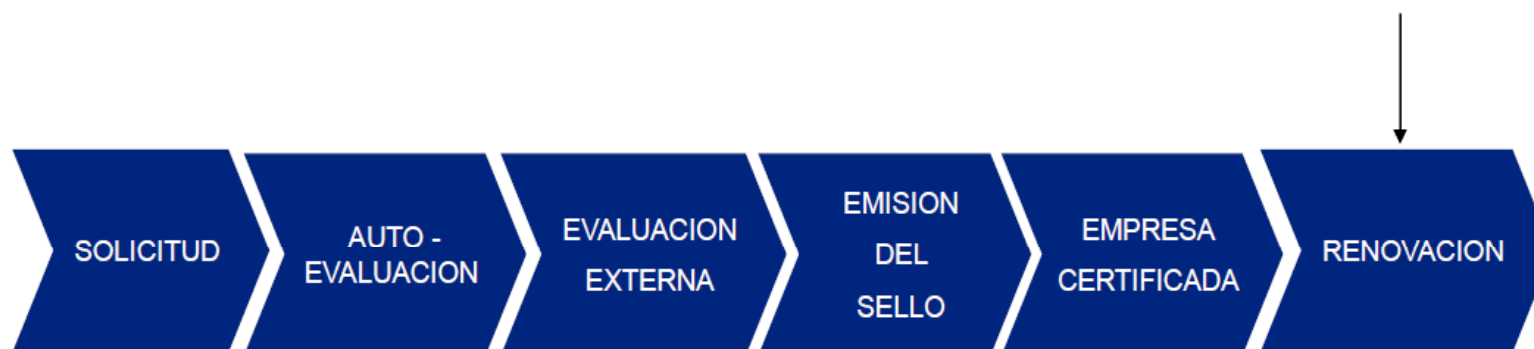 SOLICITUD
AUTO -
EVALUACION
EVALUACION
EXTERNA
EMISION
DEL
SELLO
EMPRESA
CERTIFICADA
RENOVACION